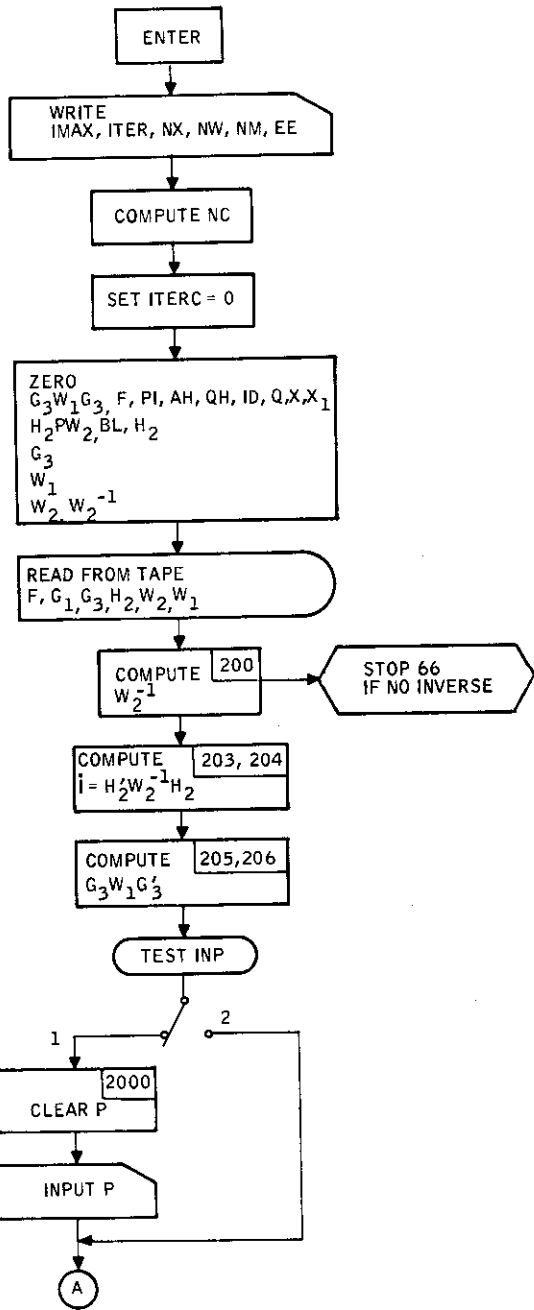 ENTER
WRITE
IMAX, ITER, NX, NW, NM, EE
COMPUTE NC
SET ITERC = 0
ZERO
G₃W₁G₃, F, PI, AH, QH, ID, Q,X,X₁
H₂PW₂, BL, H₂
G₃
W₁
W₂, W₂⁻¹
READ FROM TAPE
F, G₁, G₃, H₂, W₂, W₁
200
COMPUTE
W₂⁻¹
STOP 66
IF NO INVERSE
COMPUTE 203, 204
i = H₂'W₂⁻¹H₂
COMPUTE 205,206
G₃W₁G₃'
TEST INP
1 2
2000
CLEAR P
INPUT P
A